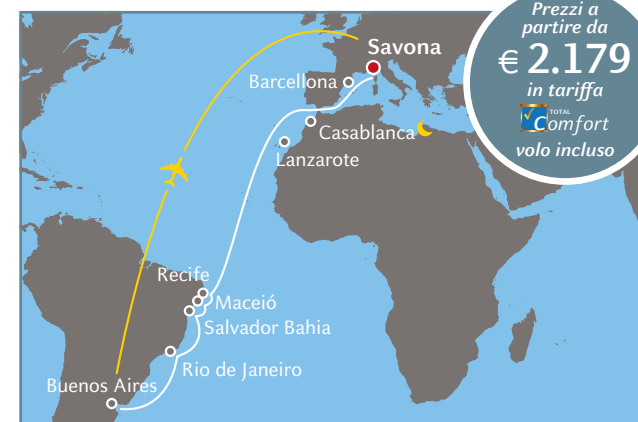 Prezzi a
partire da
€ 2.179
in tariffa
TOTAL
Comfort
volo incluso
Savona
Barcellona
Casablanca
Lanzarote
Recife
Maceió
Salvador Bahia
Rio de Janeiro
Buenos Aires